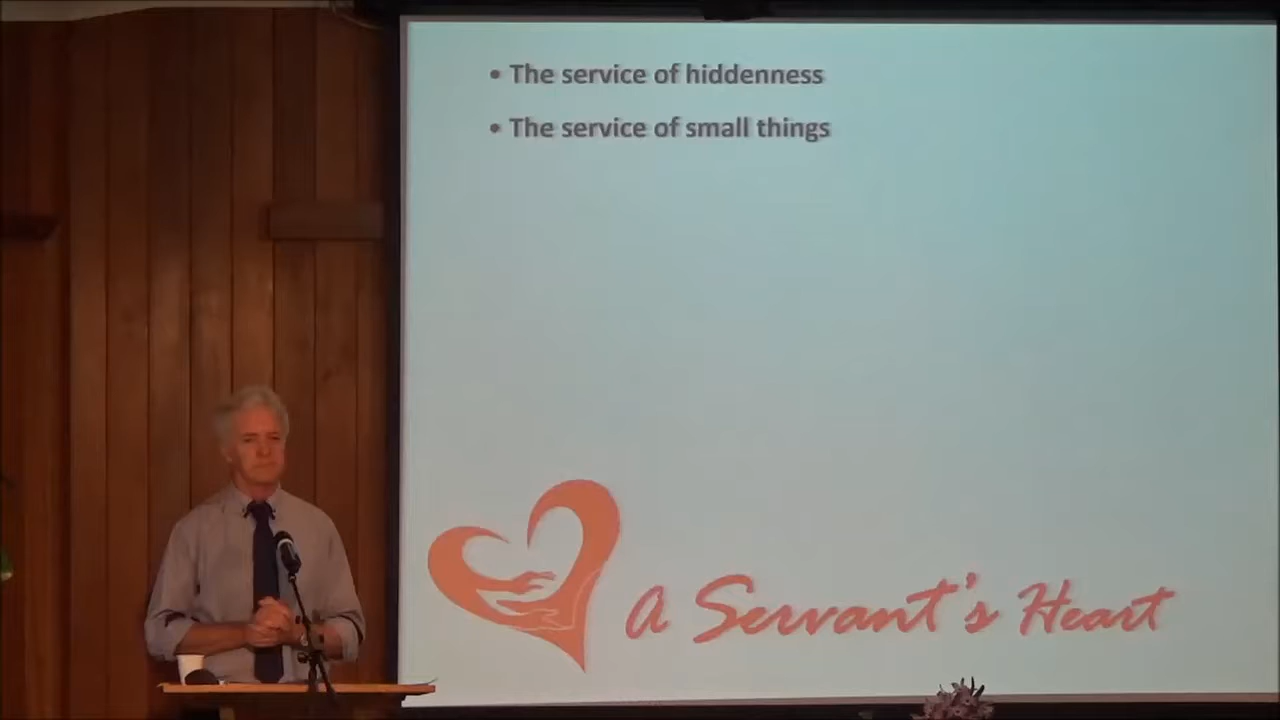 • The service of hiddenness
• The service of small things
A Servant's Heart